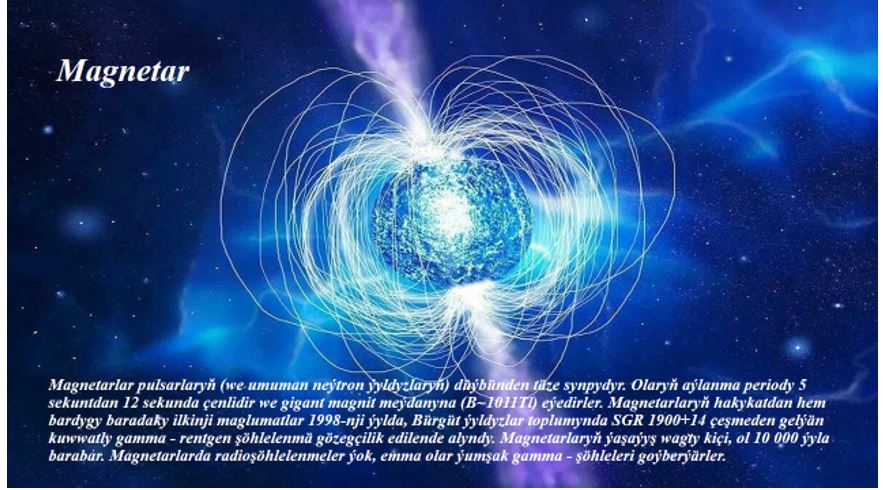 Magnetar
Magnetarlar pulsarlaryň (we umuman neýtron ýyldyzlaryň) düýbünden täze synpydyr. Olaryň aýlanma periody 5
sekuntdan 12 sekunda çenlidir we gigant magnit meýdanyna (B~1011Tl) eýedirler. Magnetarlaryň hakykatdan hem
bardygy baradaky ilkinji maglumatlar 1998-nji ýylda, Bürgüt ýyldyzlar toplumynda SGR 1900+14 çeşmeden gelýän
kuwwatly gamma - rentgen şöhlelenmä gözegçilik edilende alyndy. Magnetarlaryň ýaşaýyş wagty kiçi, ol 10 000 ýyla
barabar. Magnetarlarda radioşöhlelenmeler ýok, emma olar ýumşak gamma - şöhleleri goýberýärler.